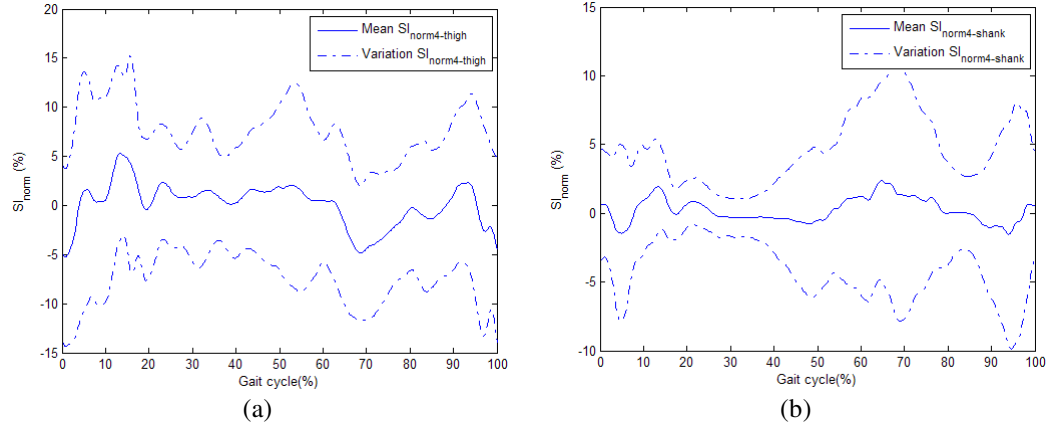 20
15
10
5
0
-5
-10
-15
SI_norm (%)
0 10 20 30 40 50 60 70 80 90 100
Gait cycle(%)
Mean SI_norm4-thigh
Variation SI_norm4-thigh
(a)
15
10
5
0
-5
-10
SI_norm (%)
0 10 20 30 40 50 60 70 80 90 100
Gait cycle(%)
Mean SI_norm4-shank
Variation SI_norm4-shank
(b)